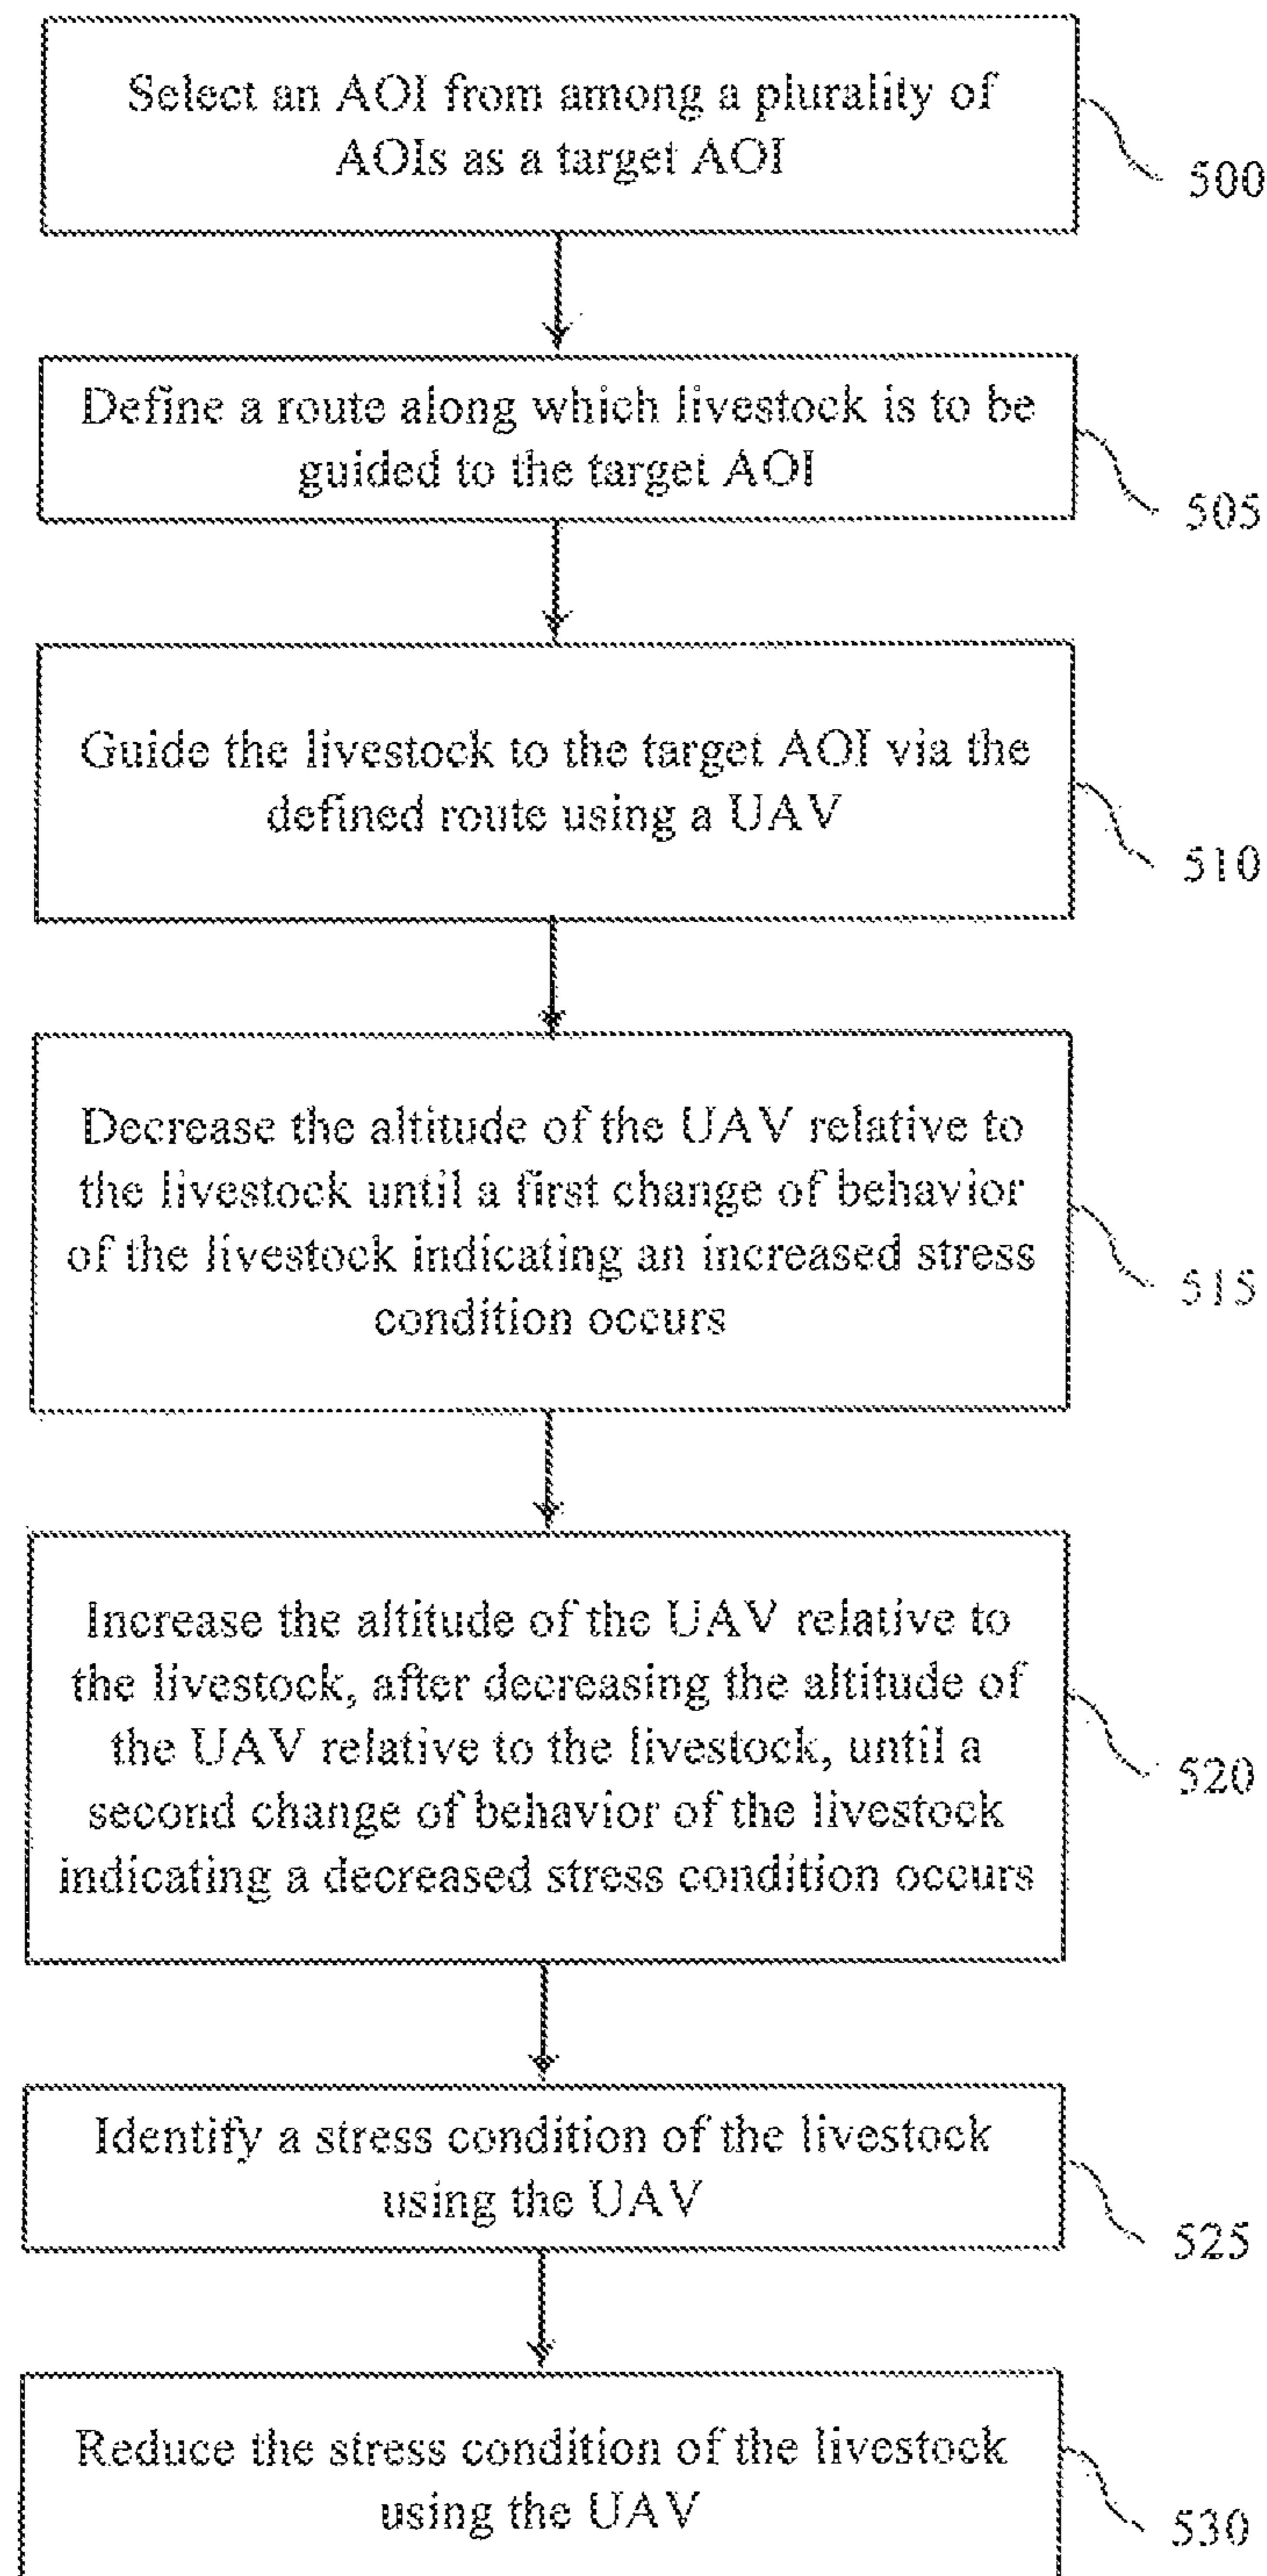 Select an AOI from among a plurality of
AOIs as a target AOI
500
Define a route along which livestock is to be
guided to the target AOI
505
Guide the livestock to the target AOI via the
defined route using a UAV
510
Decrease the altitude of the UAV relative to
the livestock until a first change of behavior
of the livestock indicating an increased stress
condition occurs
515
Increase the altitude of the UAV relative to
the livestock, after decreasing the altitude of
the UAV relative to the livestock, until a
second change of behavior of the livestock
indicating a decreased stress condition occurs
520
Identify a stress condition of the livestock
using the UAV
525
Reduce the stress condition of the livestock
using the UAV
530